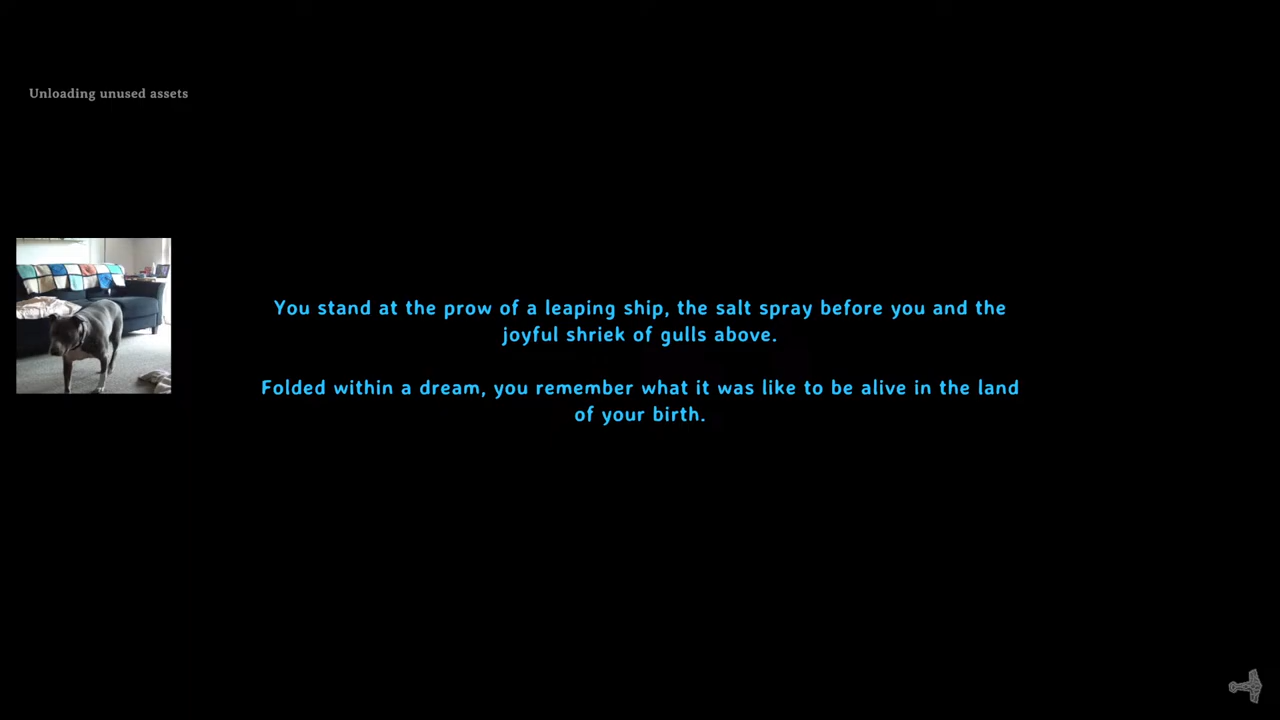 Unloading unused assets
You stand at the prow of a leaping ship, the salt spray before you and the
joyful shriek of gulls above.
Folded within a dream, you remember what it was like to be alive in the land
of your birth.